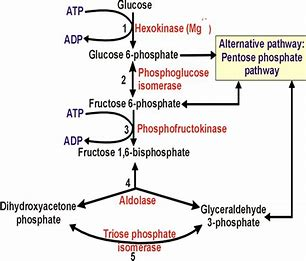 Glucose
ATP
1 Hexokinase (Mg
ADP
Glucose 6-phosphate
Alternative pathway:
Pentose phosphate
pathway
2 Phosphoglucose
isomerase
Fructose 6-phosphate
ATP
3 Phosphofructokinase
ADP
Fructose 1,6-bisphosphate
4
Aldolase
Dihydroxyacetone
phosphate
Glyceraldehyde
3-phosphate
Triose phosphate
isomerase
5